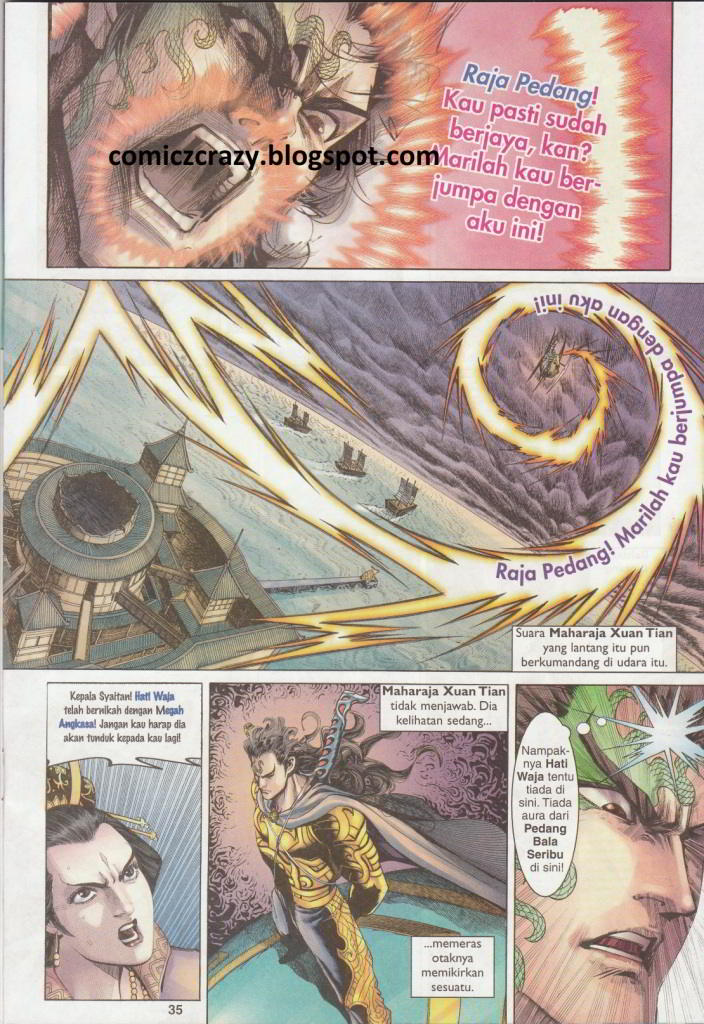 Raja Pedang!
Kau pasti sudah
berjaya, kan?
Marilah kau ber-
jumpa dengan
aku ini!
comiczcrazy.blogspot.com
Raja Pedang! Marilah kau berjumpa dengan aku ini!
Suara Maharaja Xuan Tian
yang lantang itu pun
berkumandang di udara itu.
Kepala Syaitan! Hati Waja
telah bernikah dengan Megah
Angkasa! Jangan kau harap dia
akan tunduk kepada kau lagi!
Maharaja Xuan Tian
tidak menjawab. Dia
kelihatan sedang...
...memeras
otaknya
memikirkan
sesuatu.
Nampak-
nya Hati
Waja tentu
tiada di
sini. Tiada
aura dari
Pedang
Bala
Seribu
di sini!
35